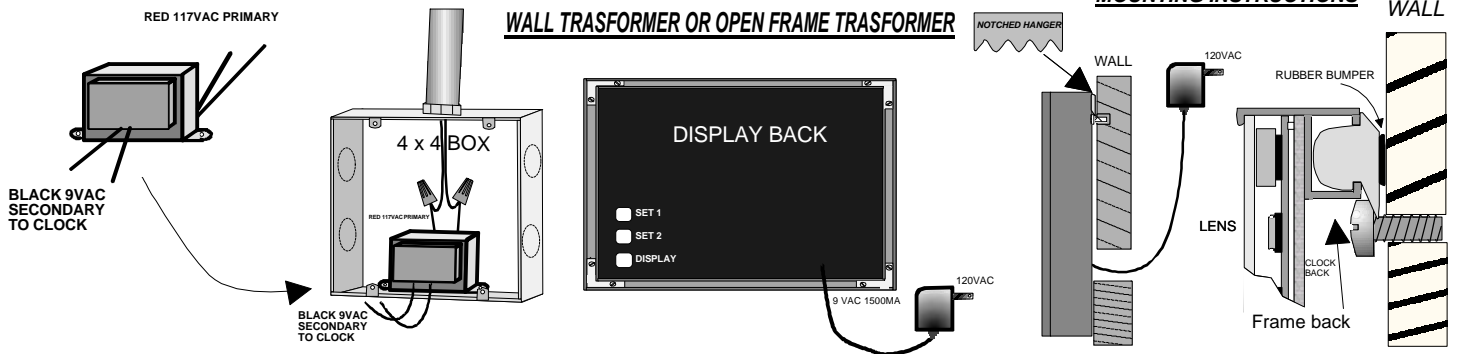 RED 117VAC PRIMARY
BLACK 9VAC
SECONDARY
TO CLOCK
WALL TRASFORMER OR OPEN FRAME TRASFORMER
4 x 4 BOX
RED 117VAC PRIMARY
BLACK 9VAC
SECONDARY
TO CLOCK
DISPLAY BACK
SET 1
SET 2
DISPLAY
9 VAC 1500MA
120VAC
NOTCHED HANGER
WALL
120VAC
MOUNTING INSTRUCTIONS
WALL
RUBBER BUMPER
LENS
CLOCK
BACK
Frame back